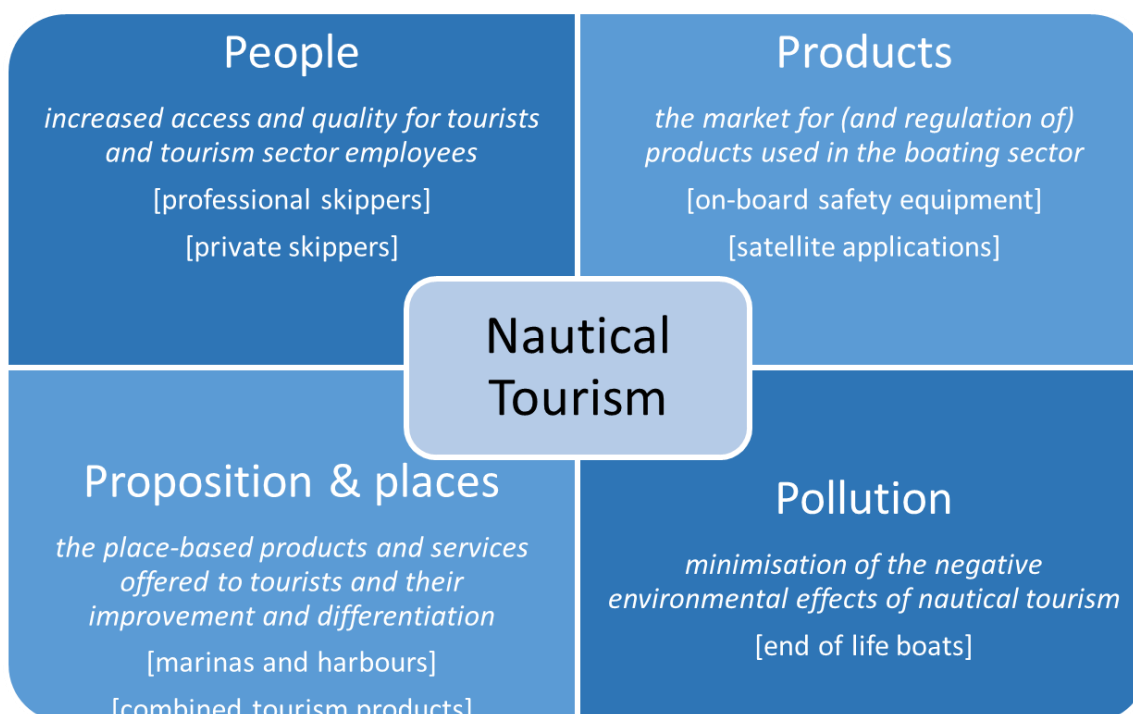 People
increased access and quality for tourists
and tourism sector employees
[professional skippers]
[private skippers]
Products
the market for (and regulation of)
products used in the boating sector
[on-board safety equipment]
[satellite applications]
Nautical
Tourism
Proposition & places
the place-based products and services
offered to tourists and their
improvement and differentiation
[marinas and harbours]
[combined tourism products]
Pollution
minimisation of the negative
environmental effects of nautical tourism
[end of life boats]